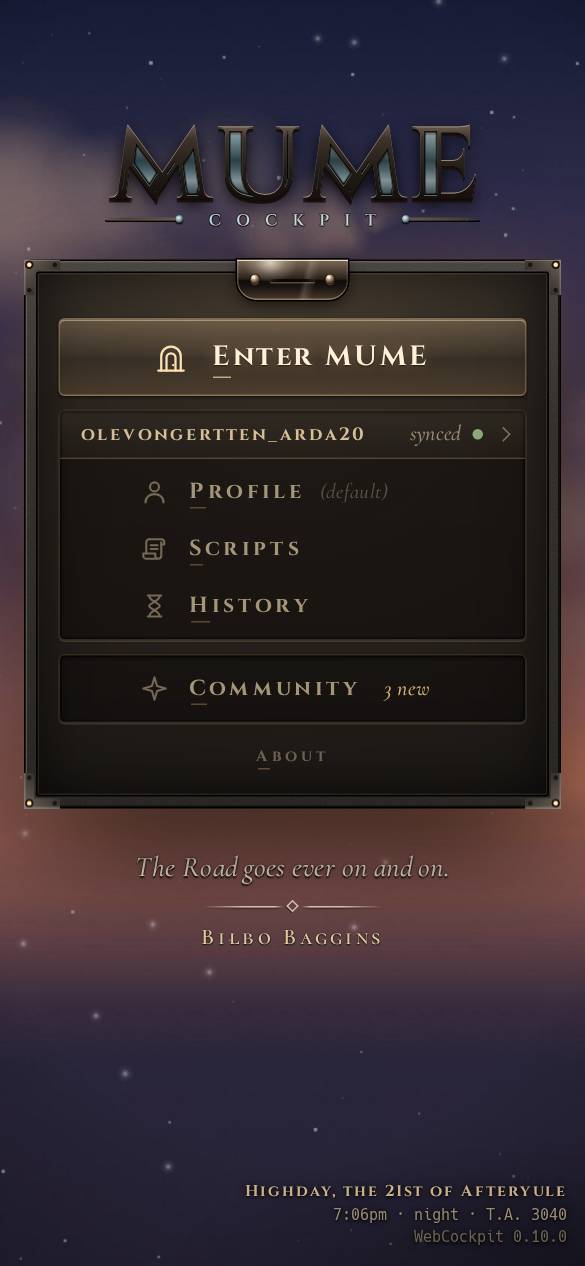 MUME
COCKPIT
Enter MUME
OLEVONGERTTEN_ARDA20 synced
Profile (default)
Scripts
History
Community 3 new
About
The Road goes ever on and on.
Bilbo Baggins
Highday, the 21st of Afteryule
7:06pm · night · T.A. 3040
WebCockpit 0.10.0